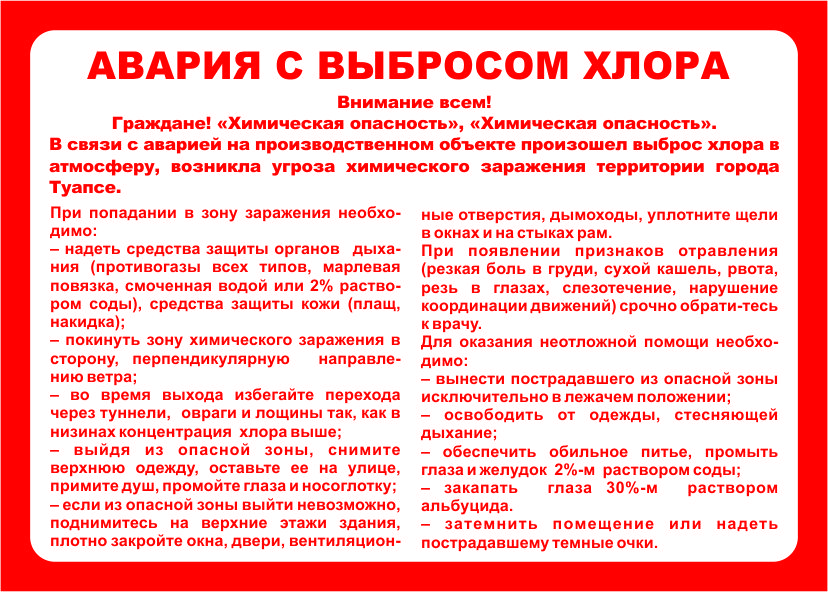 АВАРИЯ С ВЫБРОСОМ ХЛОРА
Внимание всем!
Граждане! «Химическая опасность», «Химическая опасность».
В связи с аварией на производственном объекте произошел выброс хлора в
атмосферу, возникла угроза химического заражения территории города
Туапсе.
При попадании в зону заражения необхо-
димо:
– надеть средства защиты органов дыха-
ния (противогазы всех типов, марлевая
повязка, смоченная водой или 2% раство-
ром соды), средства защиты кожи (плащ,
накидка);
– покинуть зону химического заражения в
сторону, перпендикулярную направле-
нию ветра;
– во время выхода избегайте перехода
через туннели, овраги и лощины так, как в
низинах концентрация хлора выше;
– выйдя из опасной зоны, снимите
верхнюю одежду, оставьте ее на улице,
примите душ, промойте глаза и носоглотку;
– если из опасной зоны выйти невозможно,
поднимитесь на верхние этажи здания,
плотно закройте окна, двери, вентиляцион-
ные отверстия, дымоходы, уплотните щели
в окнах и на стыках рам.
При появлении признаков отравления
(резкая боль в груди, сухой кашель, рвота,
резь в глазах, слезотечение, нарушение
координации движений) срочно обрати-тесь
к врачу.
Для оказания неотложной помощи необхо-
димо:
– вынести пострадавшего из опасной зоны
исключительно в лежачем положении;
– освободить от одежды, стесняющей
дыхание;
– обеспечить обильное питье, промыть
глаза и желудок 2%-м раствором соды;
– закапать глаза 30%-м раствором
альбуцида.
– затемнить помещение или надеть
пострадавшему темные очки.